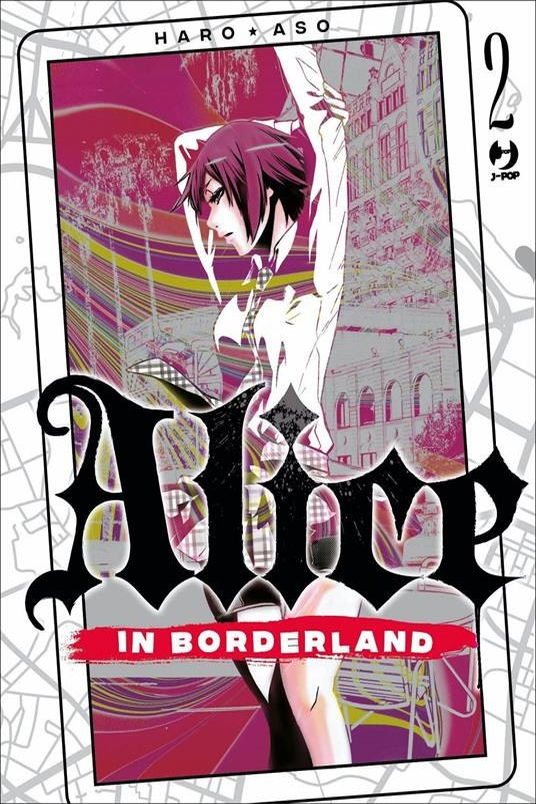 HARO ★ ASO
2
J-POP
Alice
IN BORDERLAND